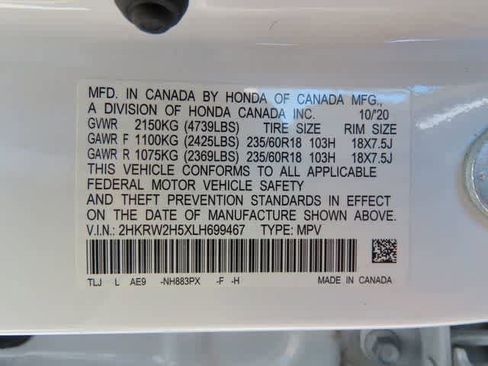 MFD. IN CANADA BY HONDA OF CANADA MFG.,
A DIVISION OF HONDA CANADA INC. 10/'20
GVWR 2150KG (4739LBS) TIRE SIZE RIM SIZE
GAWR F 1100KG (2425LBS) 235/60R18 103H 18X7.5J
GAWR R 1075KG (2369LBS) 235/60R18 103H 18X7.5J
THIS VEHICLE CONFORMS TO ALL APPLICABLE
FEDERAL MOTOR VEHICLE SAFETY
AND THEFT PREVENTION STANDARDS IN EFFECT
ON THE DATE OF MANUFACTURE SHOWN ABOVE.
V.I.N.: 2HKRW2H5XLH699467 TYPE: MPV
TLJ L AE9 -NH883PX -F -H MADE IN CANADA